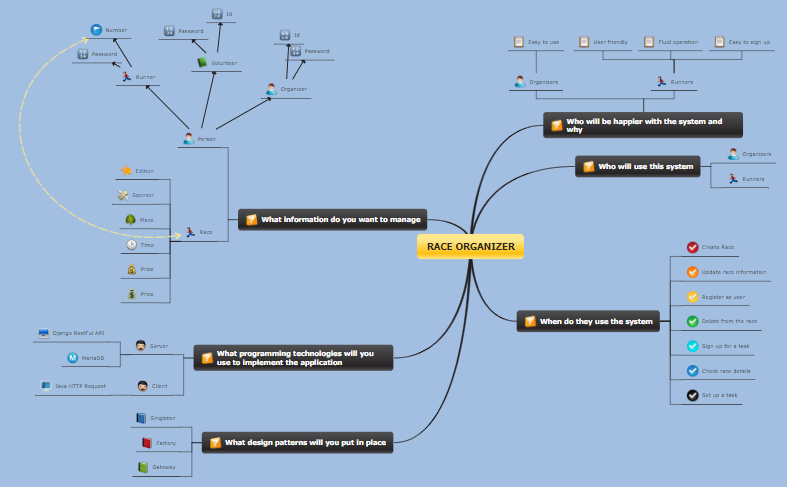 RACE ORGANIZER
What information do you want to manage
Person
Runner
Number
Password
Volunteer
Password
Id
Organizer
Id
Password
Race
Edition
Sponsor
Place
Time
Prize
Price
What programming technologies will you
use to implement the application
Server
Django RestFul API
MariaDB
Client
Java HTTP Request
What design patterns will you put in place
Singleton
Factory
Gateway
Who will be happier with the system and
why
Organizers
Easy to use
Runners
User friendly
Fluid operation
Easy to sign up
Who will use this system
Organizers
Runners
When do they use the system
Create Race
Update race information
Register as user
Delete from the race
Sign up for a task
Check race details
Set up a task